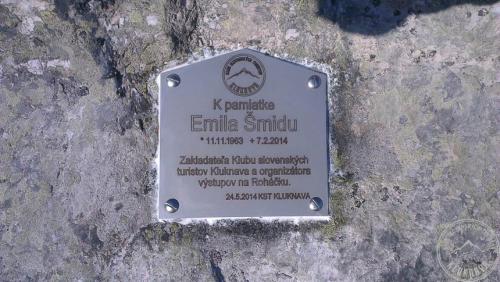 KLUKNAVA
K pamiatke
Emila Šmidu
* 11.11.1963 + 7.2.2014
Zakladateľa Klubu slovenských
turistov Kluknava a organizátora
výstupov na Roháčku.
24.5.2014 KST KLUKNAVA